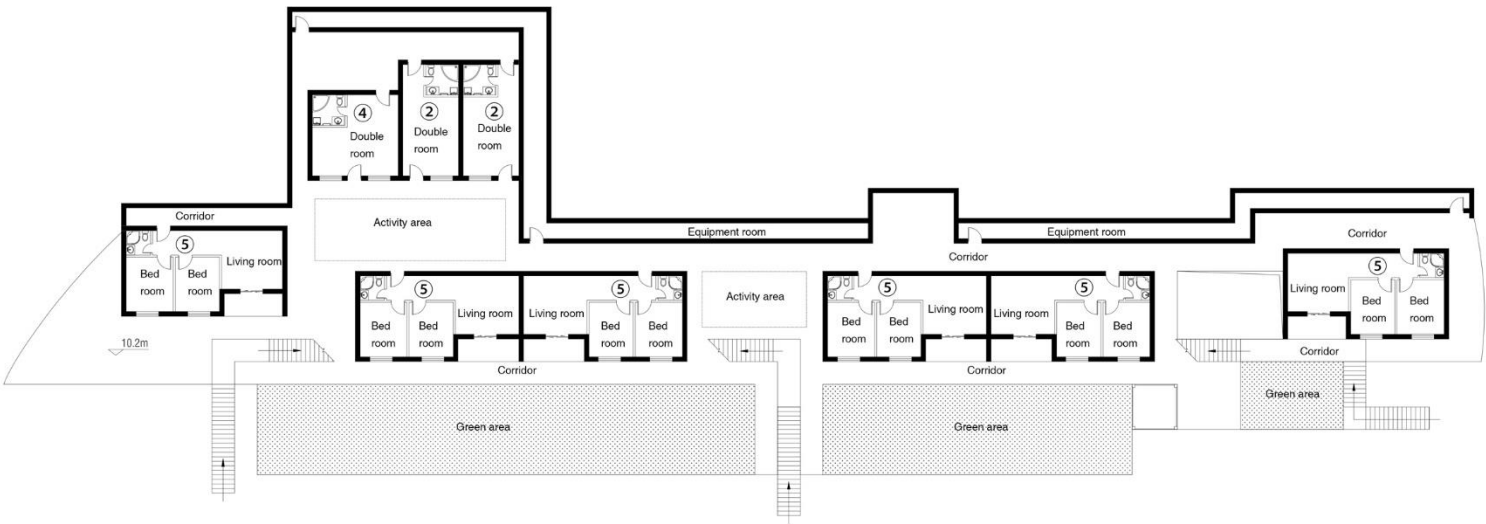 ④
Double
room
②
Double
room
②
Double
room
Corridor
Activity area
Equipment room
Equipment room
Corridor
Corridor
⑤
Living room
Bed
room
Bed
room
⑤
Living room
Bed
room
Bed
room
⑤
Living room
Bed
room
Bed
room
Activity area
⑤
Living room
Bed
room
Bed
room
⑤
Living room
Bed
room
Bed
room
⑤
Living room
Bed
room
Bed
room
10.2m
Corridor
Corridor
Corridor
Green area
Green area
Green area